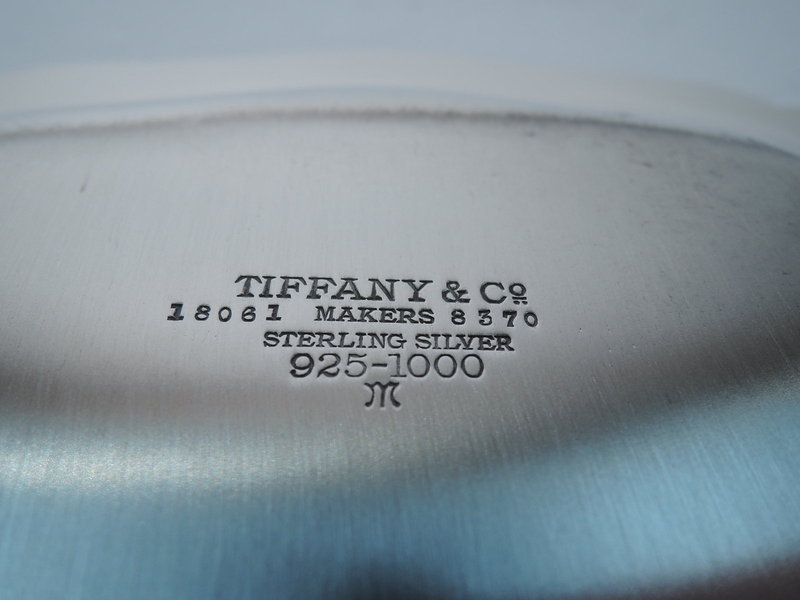 TIFFANY & Cº
18061 MAKERS 8370
STERLING SILVER
925-1000
M